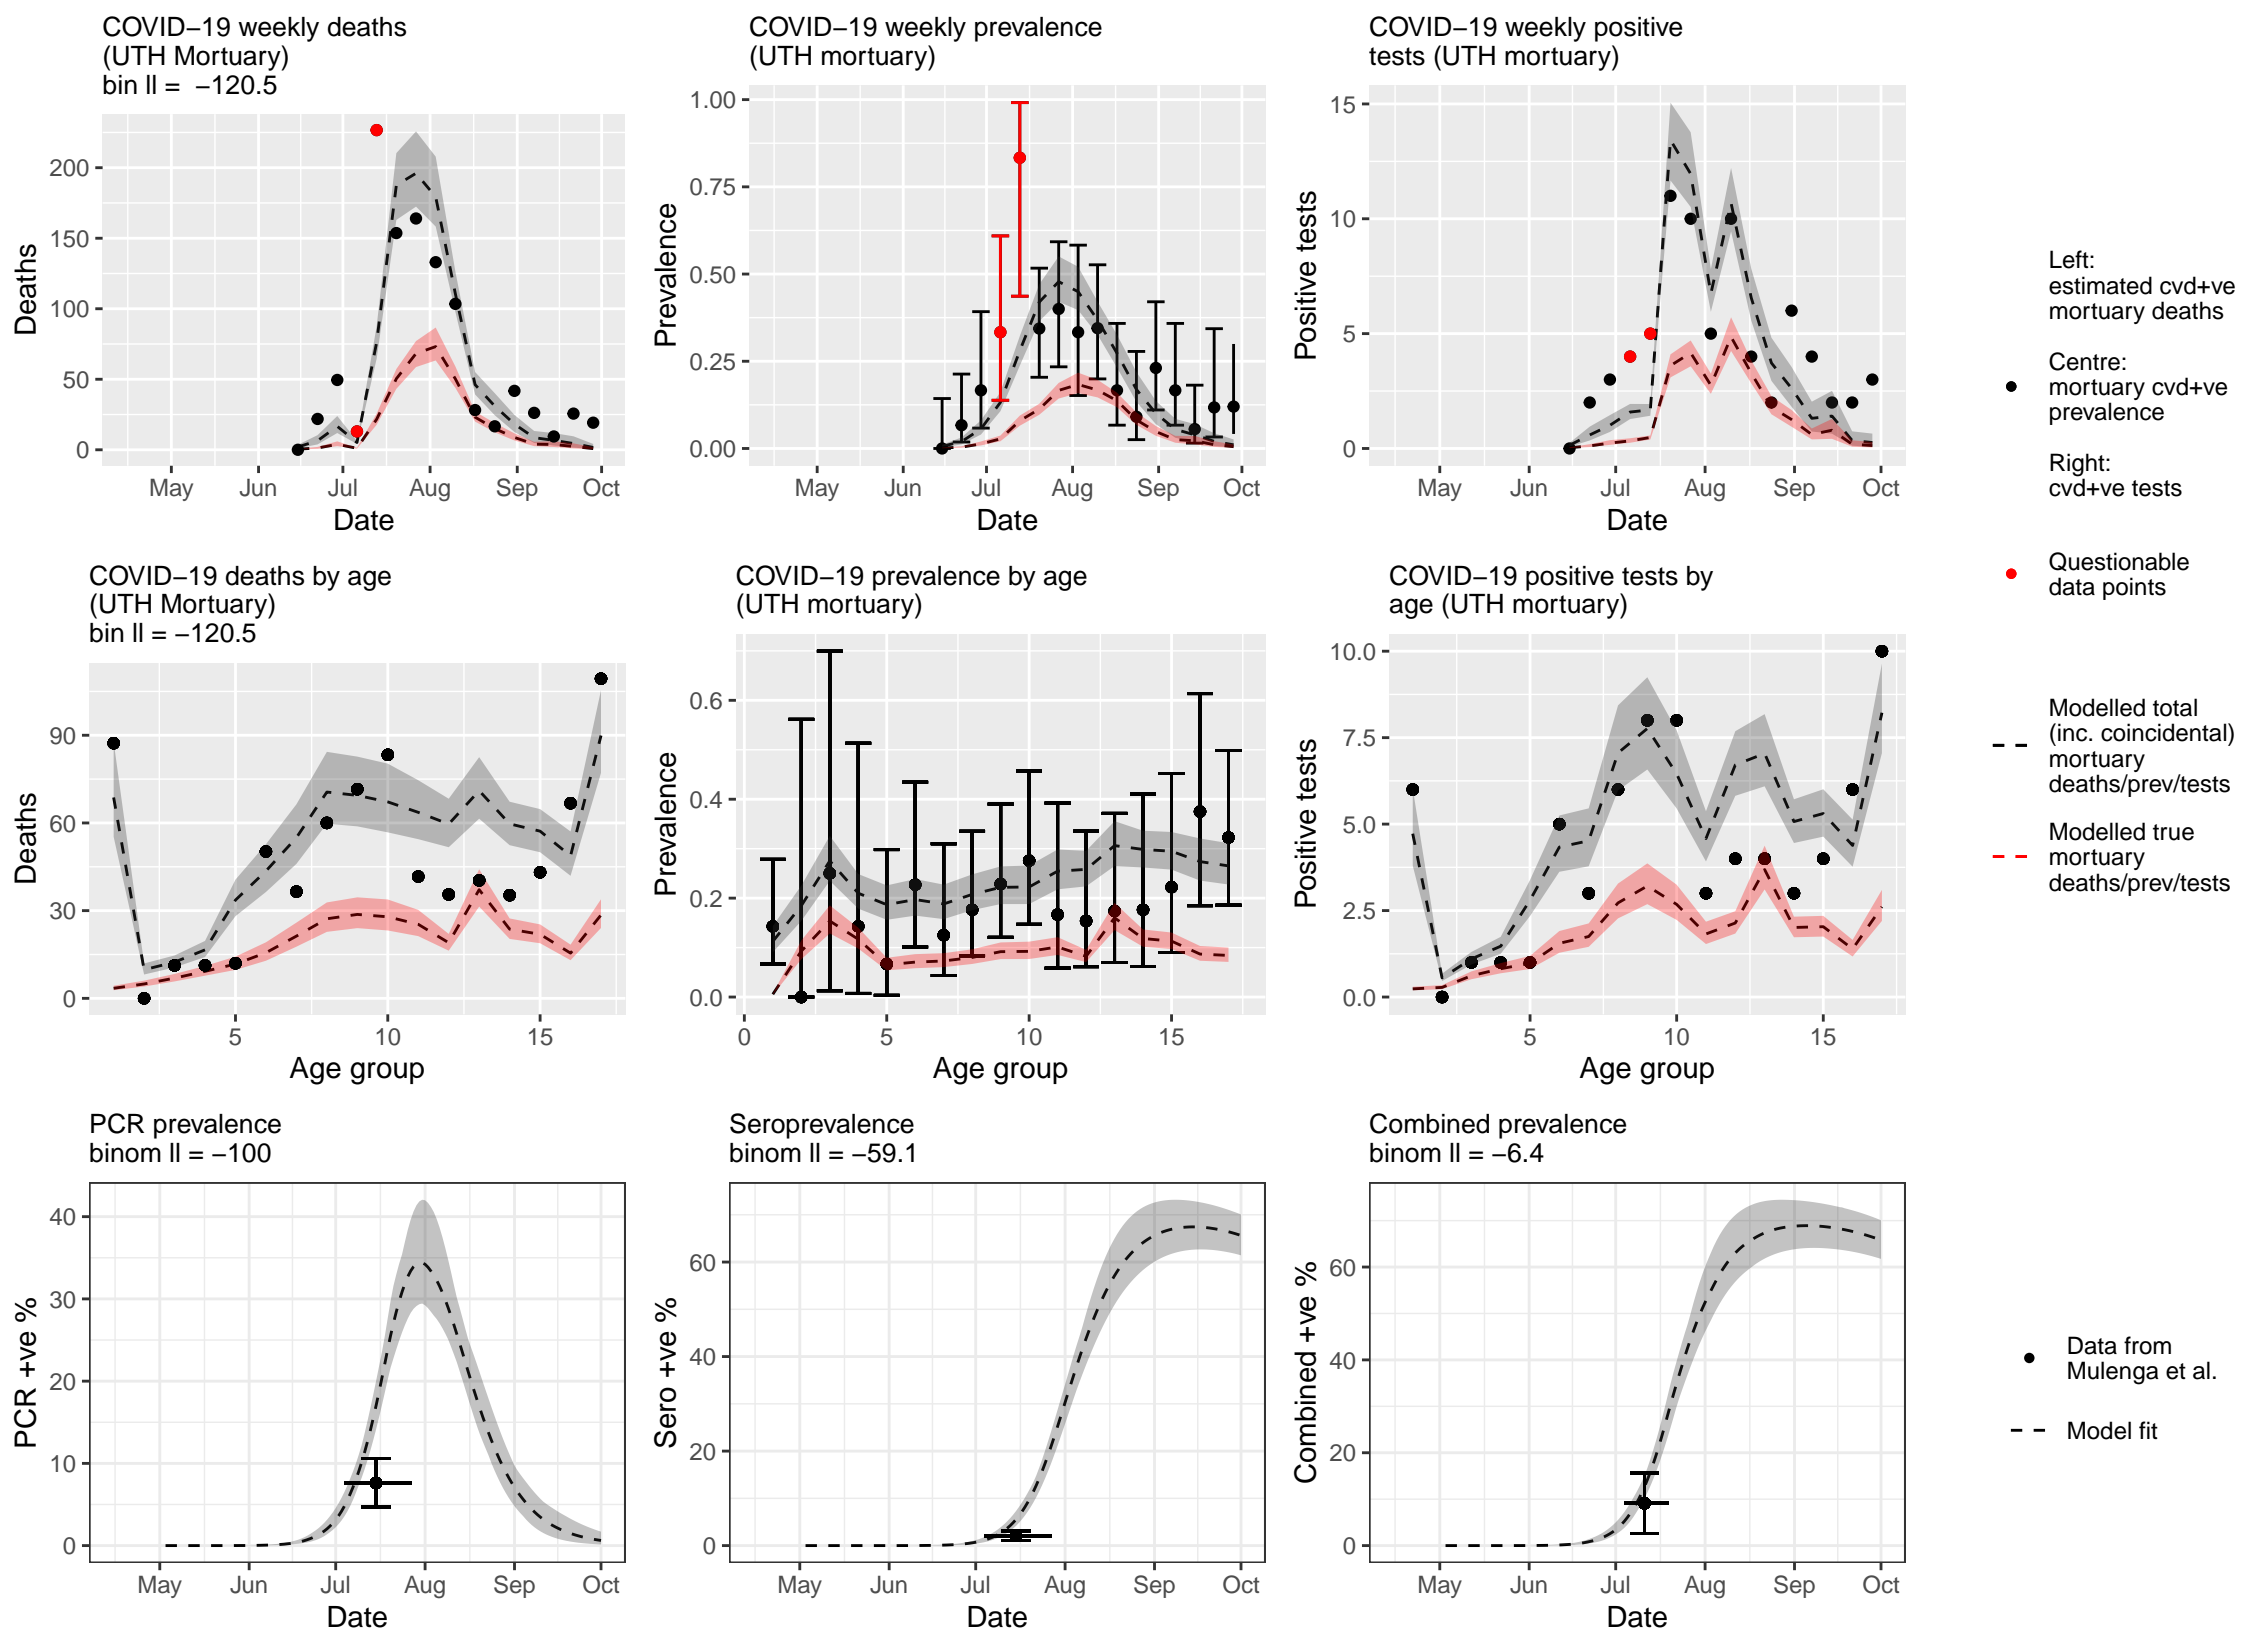 COVID−19 weekly deaths
(UTH Mortuary)
bin ll =  −120.5
200
150
100
50
0
Deaths
May Jun Jul Aug Sep Oct
Date
COVID−19 weekly prevalence
(UTH mortuary)
1.00
0.75
0.50
0.25
0.00
Prevalence
May Jun Jul Aug Sep Oct
Date
COVID−19 weekly positive
tests (UTH mortuary)
15
10
5
0
Positive tests
May Jun Jul Aug Sep Oct
Date
Left:
estimated cvd+ve
mortuary deaths
Centre:
mortuary cvd+ve
prevalence
Right:
cvd+ve tests
Questionable
data points
Modelled total
(inc. coincidental)
mortuary
deaths/prev/tests
Modelled true
mortuary
deaths/prev/tests
COVID−19 deaths by age
(UTH Mortuary)
bin ll = −120.5
90
60
30
0
Deaths
5 10 15
Age group
COVID−19 prevalence by age
(UTH mortuary)
0.6
0.4
0.2
0.0
Prevalence
0 5 10 15
Age group
COVID−19 positive tests by
age (UTH mortuary)
10.0
7.5
5.0
2.5
0.0
Positive tests
5 10 15
Age group
PCR prevalence
binom ll = −100
40
30
20
10
0
PCR +ve %
May Jun Jul Aug Sep Oct
Date
Seroprevalence
binom ll = −59.1
60
40
20
0
Sero +ve %
May Jun Jul Aug Sep Oct
Date
Combined prevalence
binom ll = −6.4
60
40
20
0
Combined +ve %
May Jun Jul Aug Sep Oct
Date
Data from
Mulenga et al.
Model fit